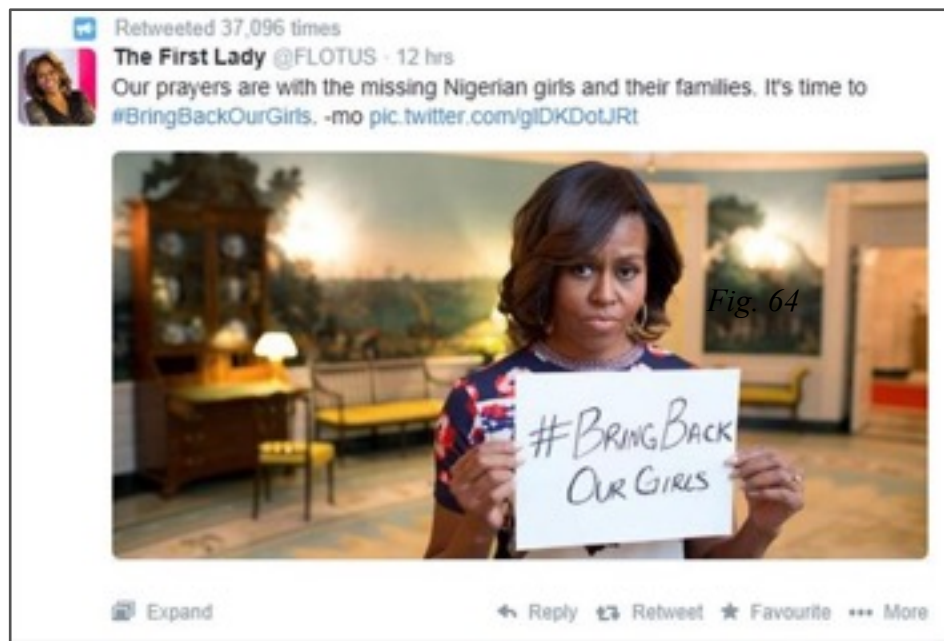 Retweeted 37,096 times
The First Lady @FLOTUS · 12 hrs
Our prayers are with the missing Nigerian girls and their families. It's time to
#BringBackOurGirls. -mo pic.twitter.com/glDKDotJRt
Fig. 64
#BRINGBACK
OUR GIRLS
Expand
Reply Retweet Favourite More